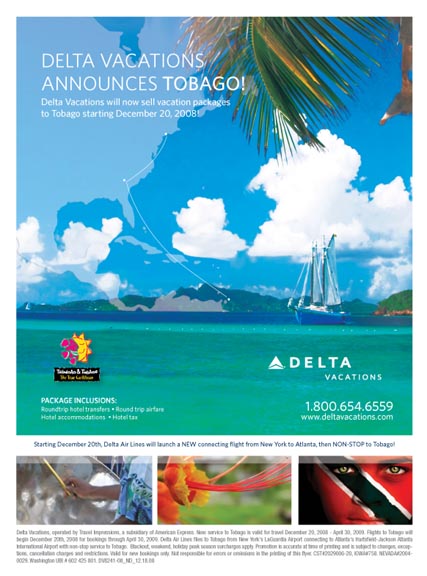 DELTA VACATIONS
ANNOUNCES TOBAGO!
Delta Vacations will now sell vacation packages
to Tobago starting December 20, 2008!
Trinidad & Tobago
The True Caribbean
DELTA
VACATIONS
PACKAGE INCLUSIONS:
Roundtrip hotel transfers • Round trip airfare
Hotel accommodations • Hotel tax
1.800.654.6559
www.deltavacations.com
Starting December 20th, Delta Air Lines will launch a NEW connecting flight from New York to Atlanta, then NON-STOP to Tobago!
Delta Vacations, operated by Travel Impressions, a subsidiary of American Express. New service to Tobago is valid for travel December 20, 2008 - April 30, 2009. Flights to Tobago will
begin December 20th, 2008 for bookings through April 30, 2009. Delta Air Lines flies to Tobago from New York's LaGuardia Airport connecting to Atlanta's Hartsfield-Jackson Atlanta
International Airport with non-stop service to Tobago. Blackout, weekend, holiday peak season surcharges apply. Promotion is accurate at time of printing and is subject to changes, excep-
tions, cancellation charges and restrictions. Valid for new bookings only. Not responsible for errors or omissions in the printing of this flyer.